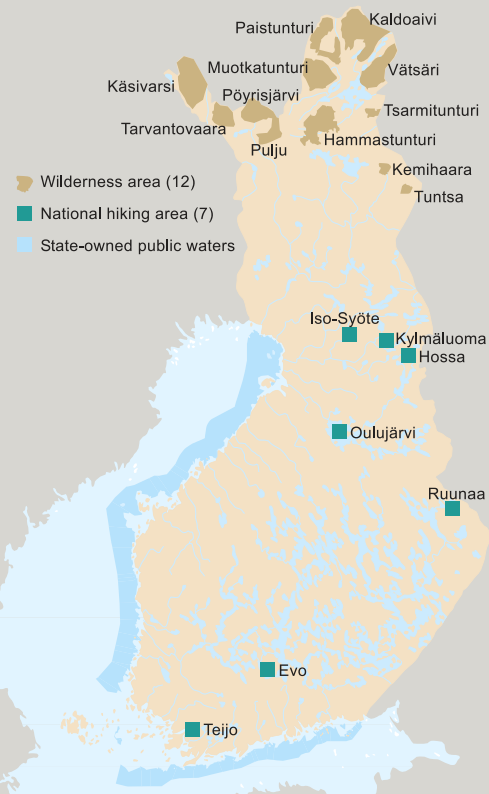 Kaldoaivi
Paistunturi
Muotkatunturi
Vätsäri
Käsivarsi
Pöyrisjärvi
Tsarmitunturi
Tarvantovaara
Hammastunturi
Pulju
Kemihaara
Tuntsa
Wilderness area (12)
National hiking area (7)
State-owned public waters
Iso-Syöte
Kylmäluoma
Hossa
Oulujärvi
Ruunaa
Evo
Teijo